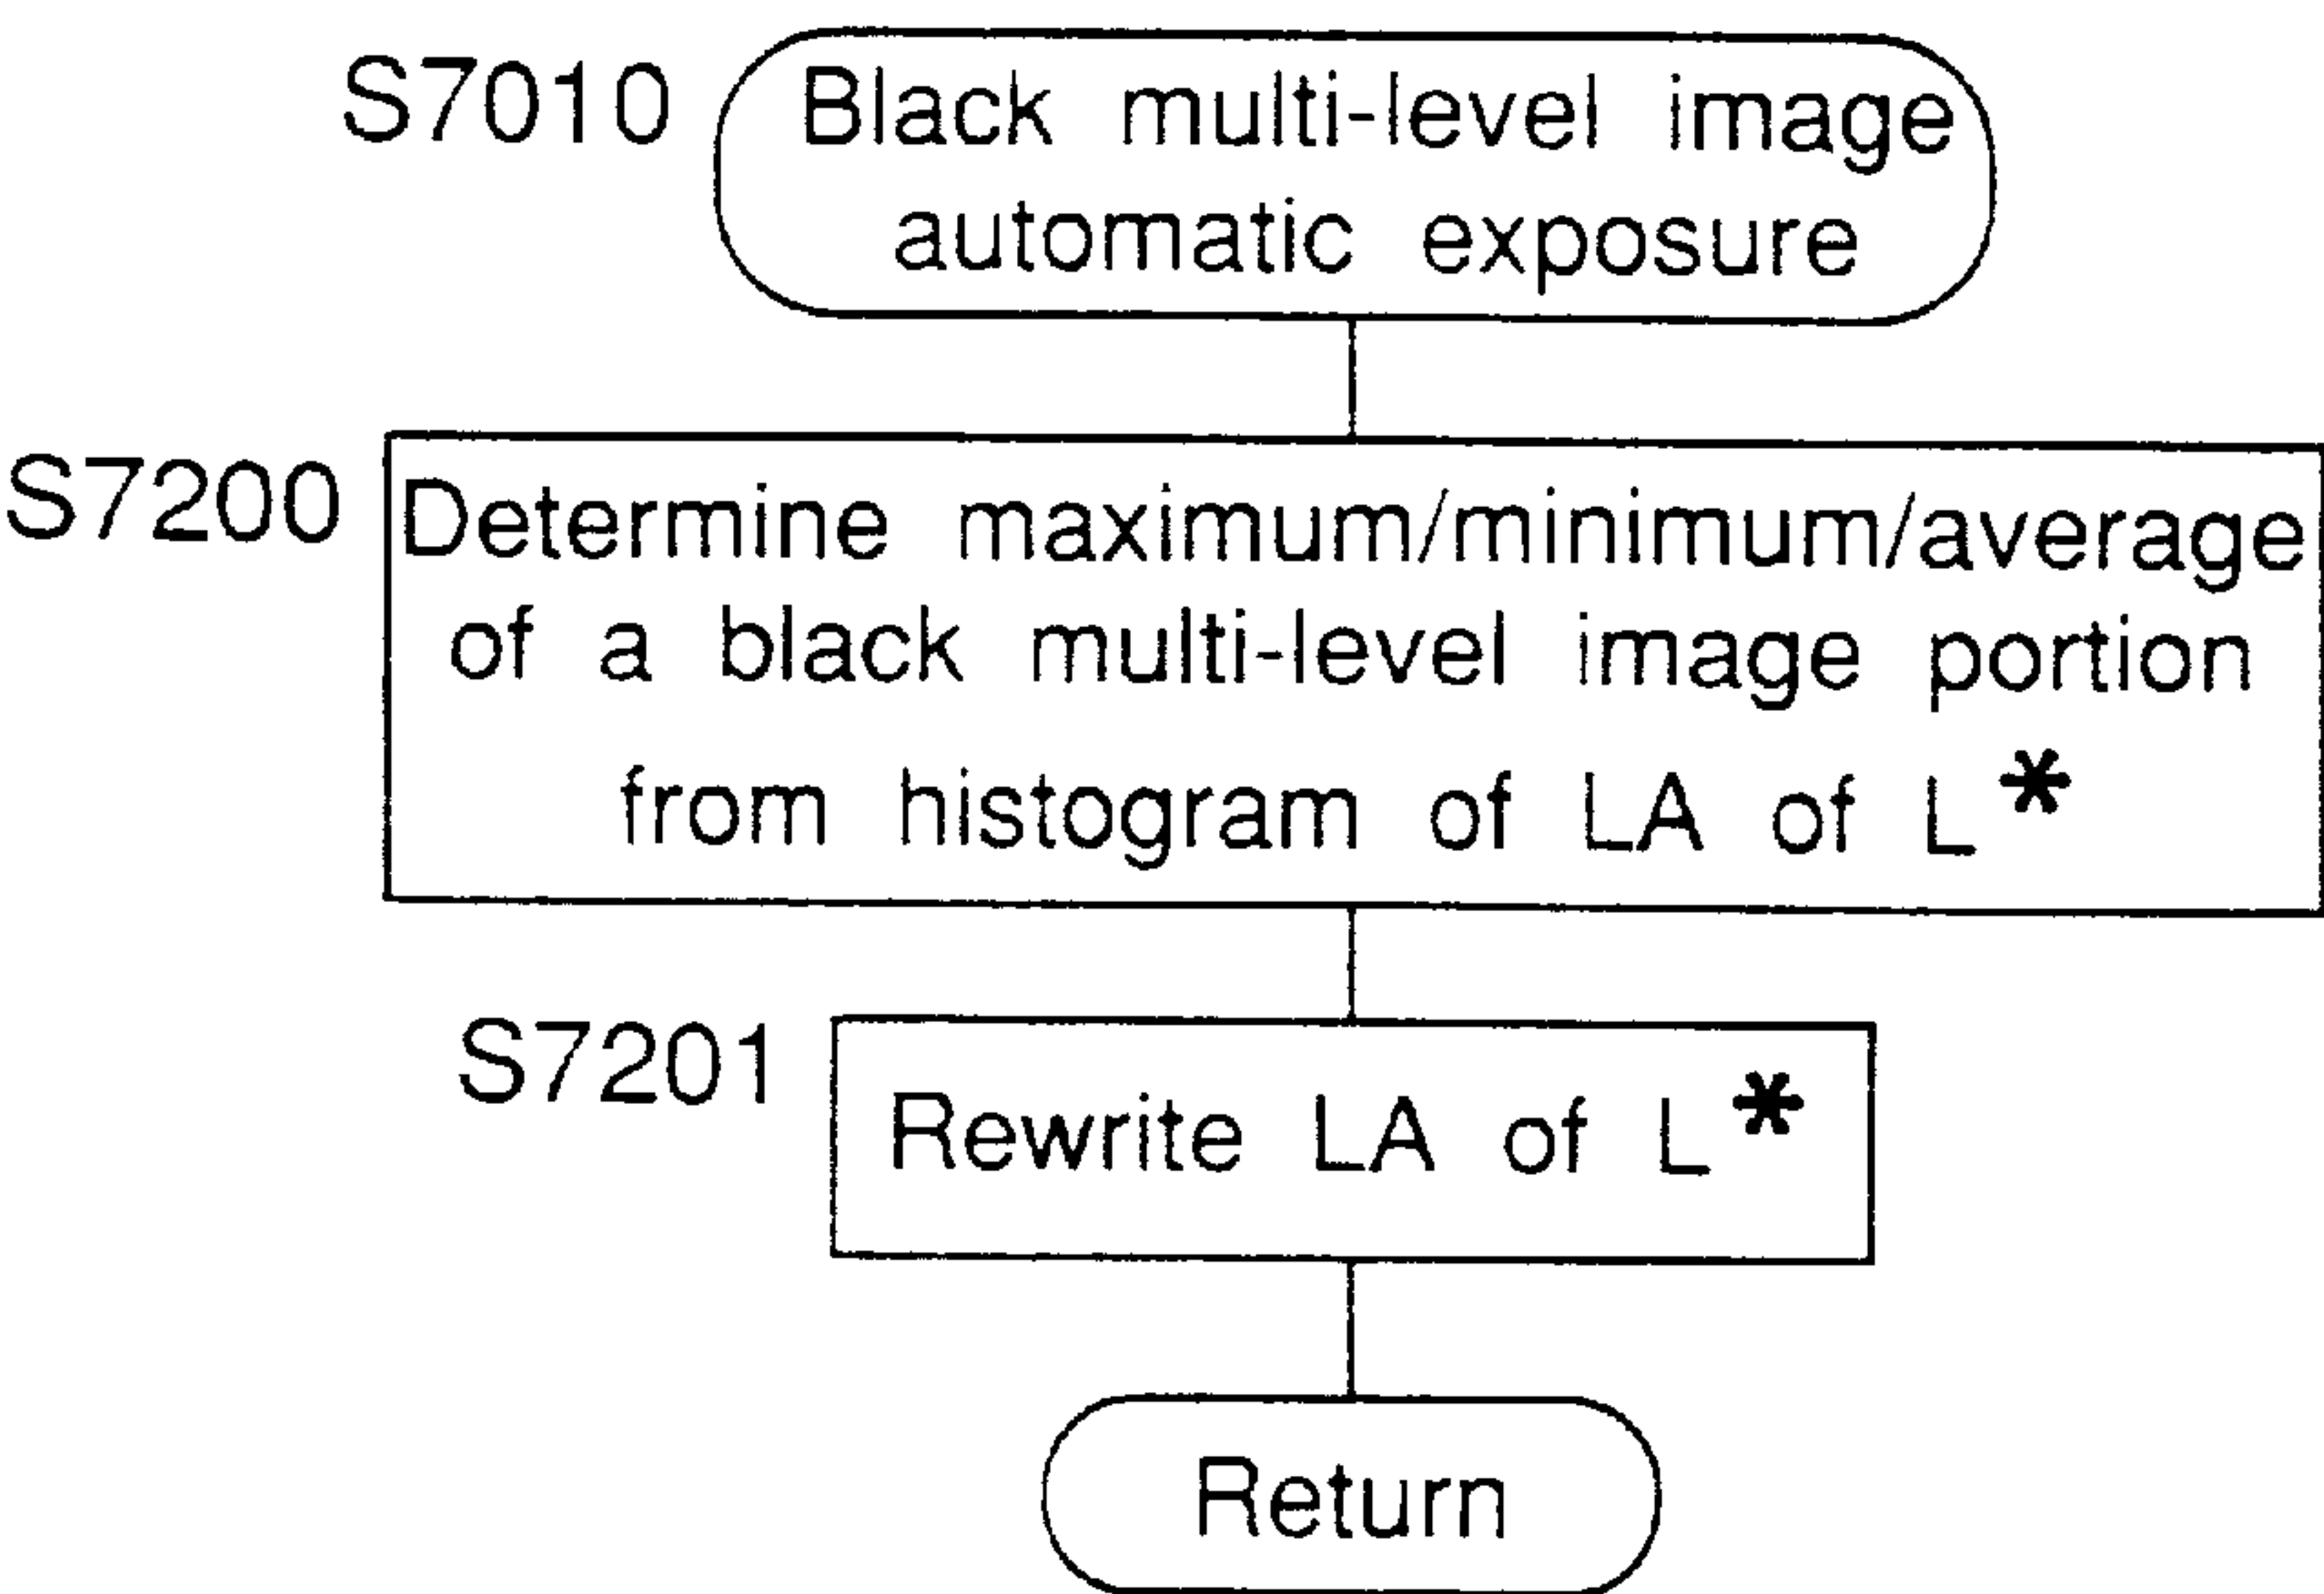 S7010 Black multi-level image
automatic exposure
S7200 Determine maximum/minimum/average
of a black multi-level image portion
from histogram of LA of L*
S7201 Rewrite LA of L*
Return